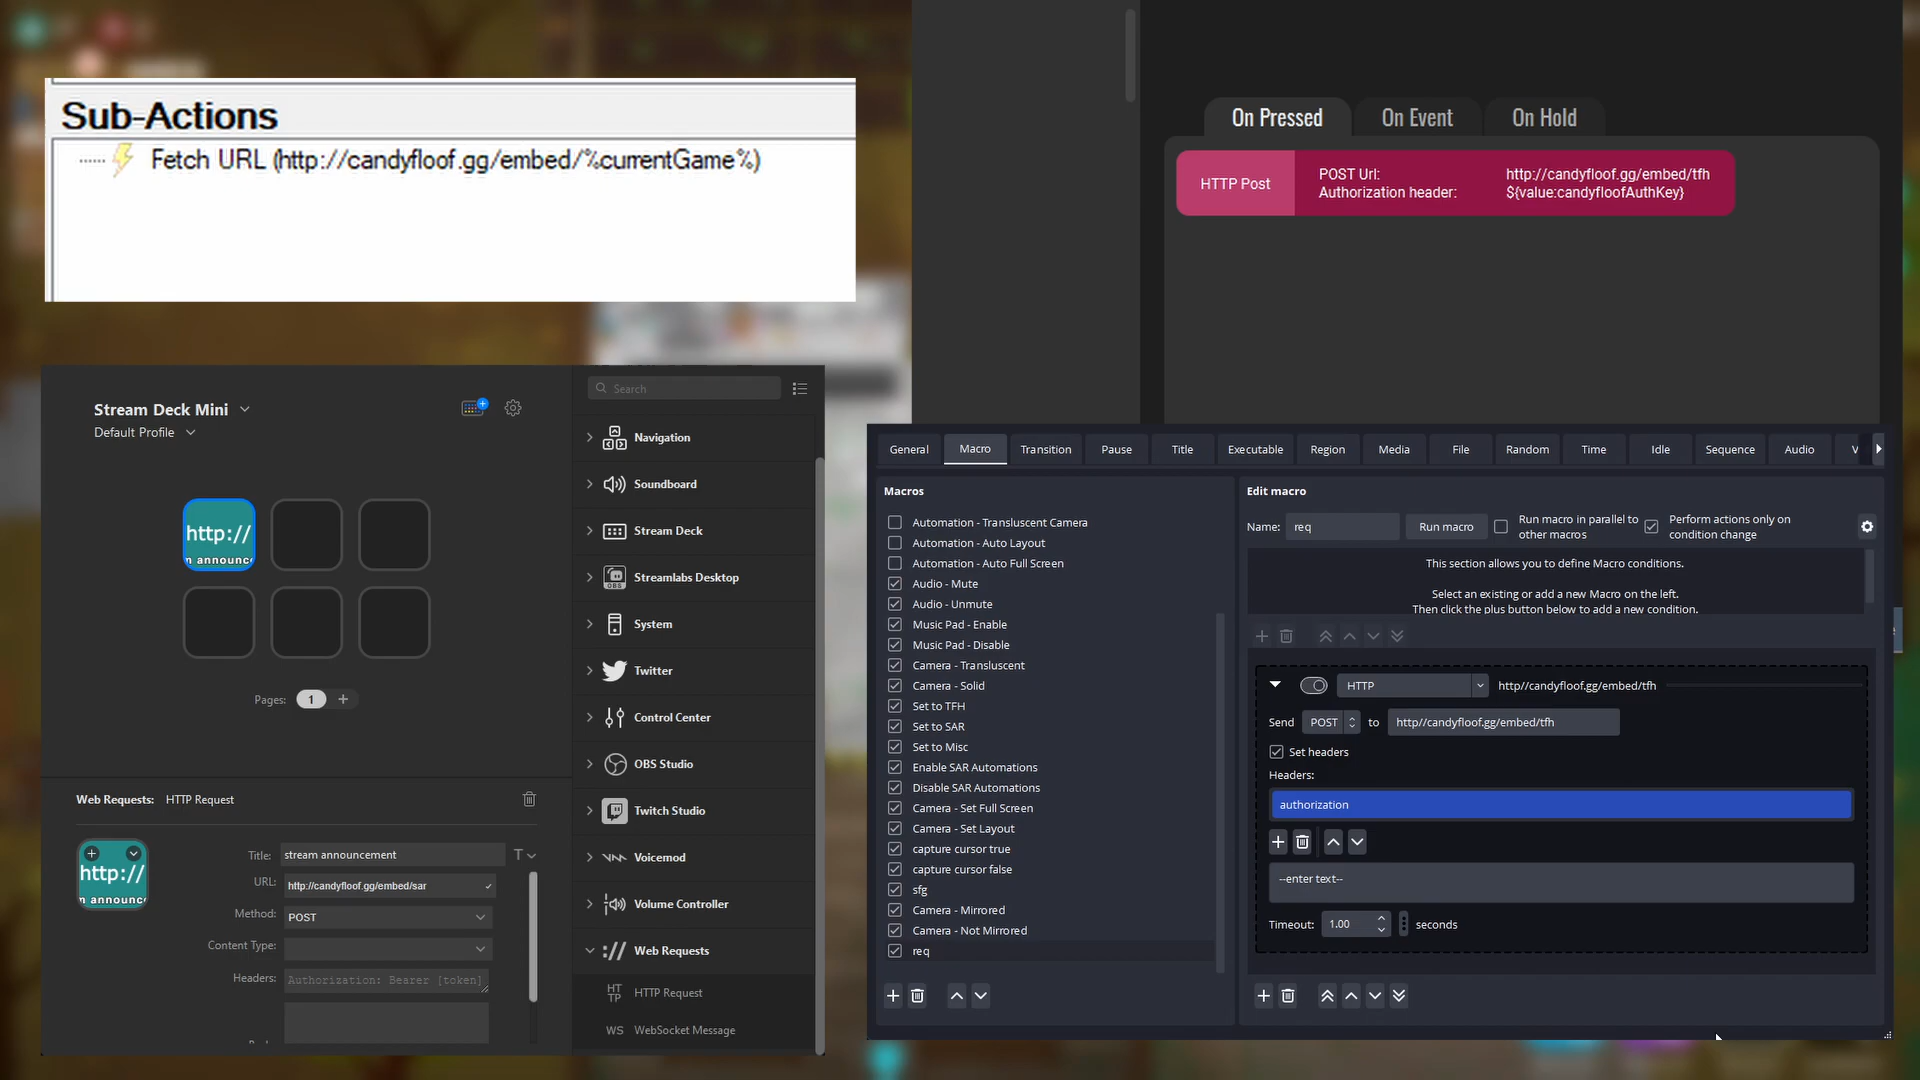 Sub-Actions
Fetch URL (http://candyfloof.gg/embed/%currentGame%)
On Pressed
On Event
On Hold
HTTP Post
POST Url: http://candyfloof.gg/embed/tfh
Authorization header: ${value:candyfloofAuthKey}
Stream Deck Mini
Default Profile
http://
n announc
Pages: 1
Web Requests: HTTP Request
http://
n announc
Title: stream announcement
T
URL: http://candyfloof.gg/embed/sar
Method: POST
Content Type:
Headers: Authorization: Bearer [token]
Search
Navigation
Soundboard
Stream Deck
Streamlabs Desktop
System
Twitter
Control Center
OBS Studio
Twitch Studio
Voicemod
Volume Controller
Web Requests
HTTP Request
WS WebSocket Message
General
Macro
Transition
Pause
Title
Executable
Region
Media
File
Random
Time
Idle
Sequence
Audio
V
Macros
Automation - Transluscent Camera
Automation - Auto Layout
Automation - Auto Full Screen
Audio - Mute
Audio - Unmute
Music Pad - Enable
Music Pad - Disable
Camera - Transluscent
Camera - Solid
Set to TFH
Set to SAR
Set to Misc
Enable SAR Automations
Disable SAR Automations
Camera - Set Full Screen
Camera - Set Layout
capture cursor true
capture cursor false
sfg
Camera - Mirrored
Camera - Not Mirrored
req
Edit macro
Name: req
Run macro
Run macro in parallel to
other macros
Perform actions only on
condition change
This section allows you to define Macro conditions.
Select an existing or add a new Macro on the left.
Then click the plus button below to add a new condition.
HTTP
http//candyfloof.gg/embed/tfh
Send POST to http//candyfloof.gg/embed/tfh
Set headers
Headers:
authorization
--enter text--
Timeout: 1.00 seconds